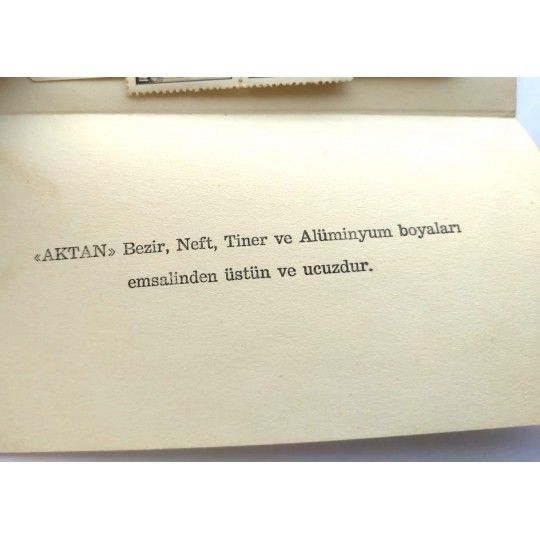 «AKTAN» Bezir, Neft, Tiner ve Alüminyum boyaları
emsalinden üstün ve ucuzdur.